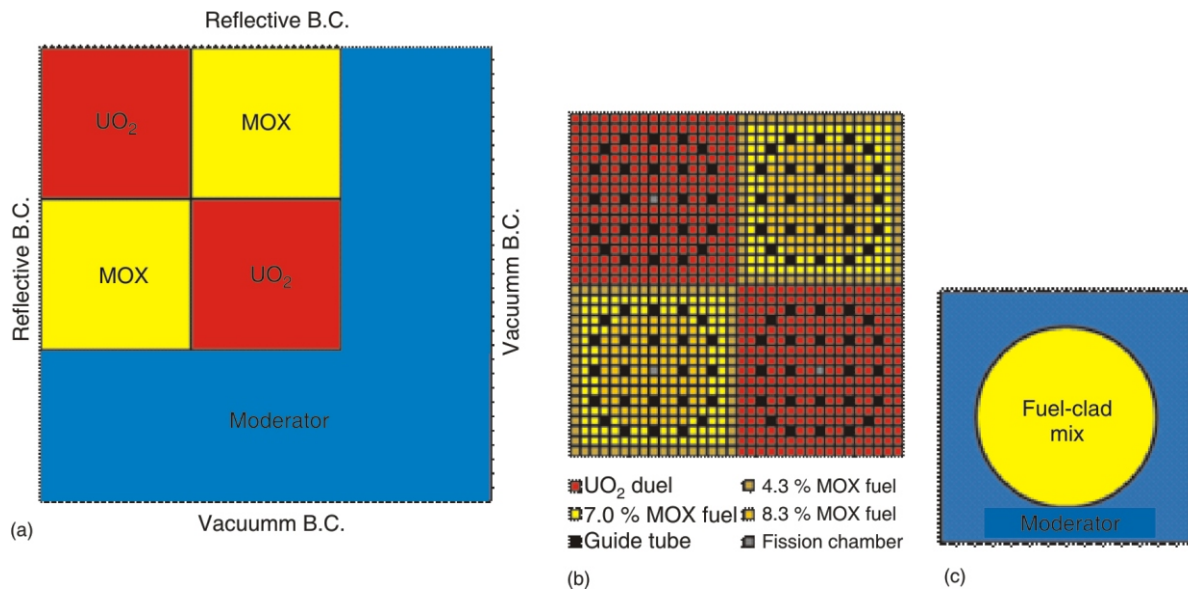 Reflective B.C.
UO₂
MOX
Reflective B.C.
Vacuumm B.C.
MOX
UO₂
Moderator
Vacuumm B.C.
(a)
UO₂ duel
4.3 % MOX fuel
7.0 % MOX fuel
8.3 % MOX fuel
Guide tube
Fission chamber
(b)
Fuel-clad
mix
Moderator
(c)